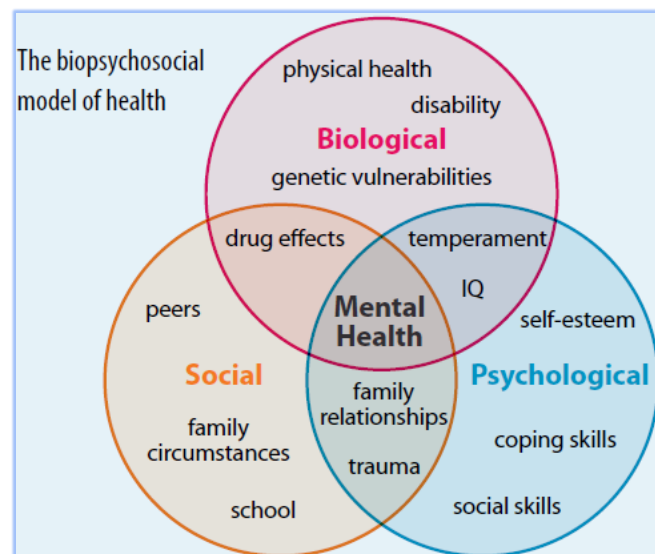 The biopsychosocial
model of health
physical health
disability
Biological
genetic vulnerabilities
drug effects
temperament
IQ
Mental
Health
peers
self-esteem
Social
Psychological
family
relationships
family
circumstances
coping skills
trauma
school
social skills